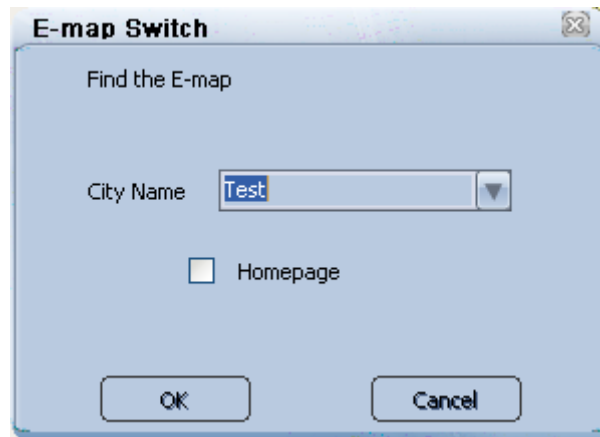 E-map Switch
Find the E-map
City Name Test
Homepage
OK Cancel